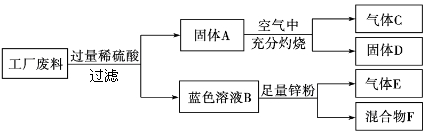 工厂废料
过量稀硫酸
过滤
固体A
空气中
充分灼烧
气体C
固体D
蓝色溶液B
足量锌粉
气体E
混合物F